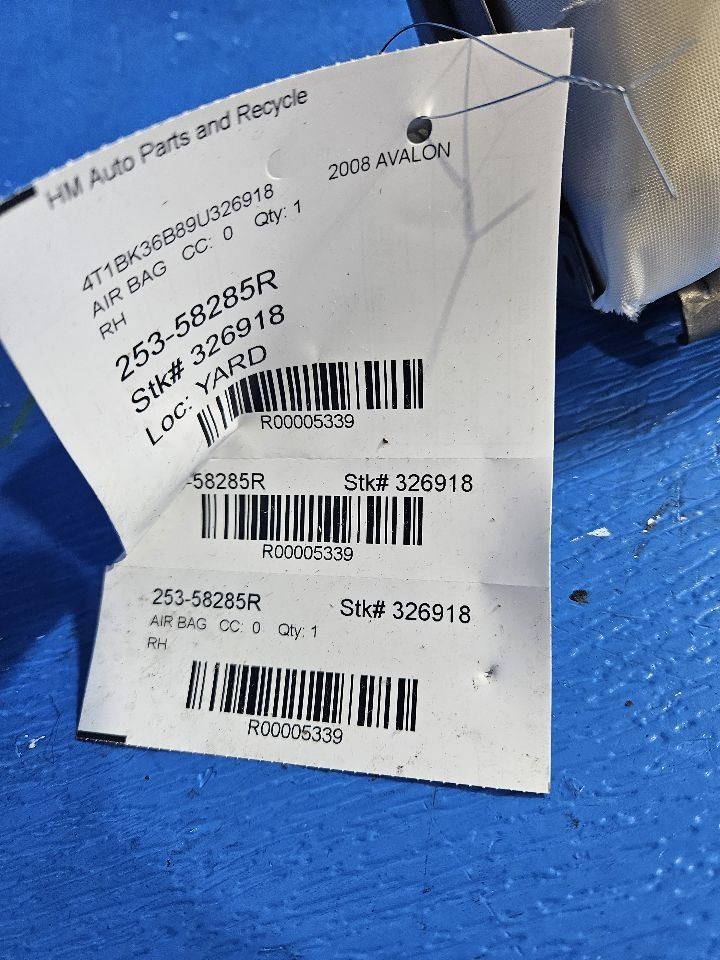 HM Auto Parts and Recycle
2008 AVALON
4T1BK36B89U326918
AIR BAG CC: 0 Qty: 1
RH
253-58285R
Stk# 326918
Loc: YARD
R00005339
-58285R Stk# 326918
R00005339
253-58285R Stk# 326918
AIR BAG CC: 0 Qty: 1
RH
R00005339